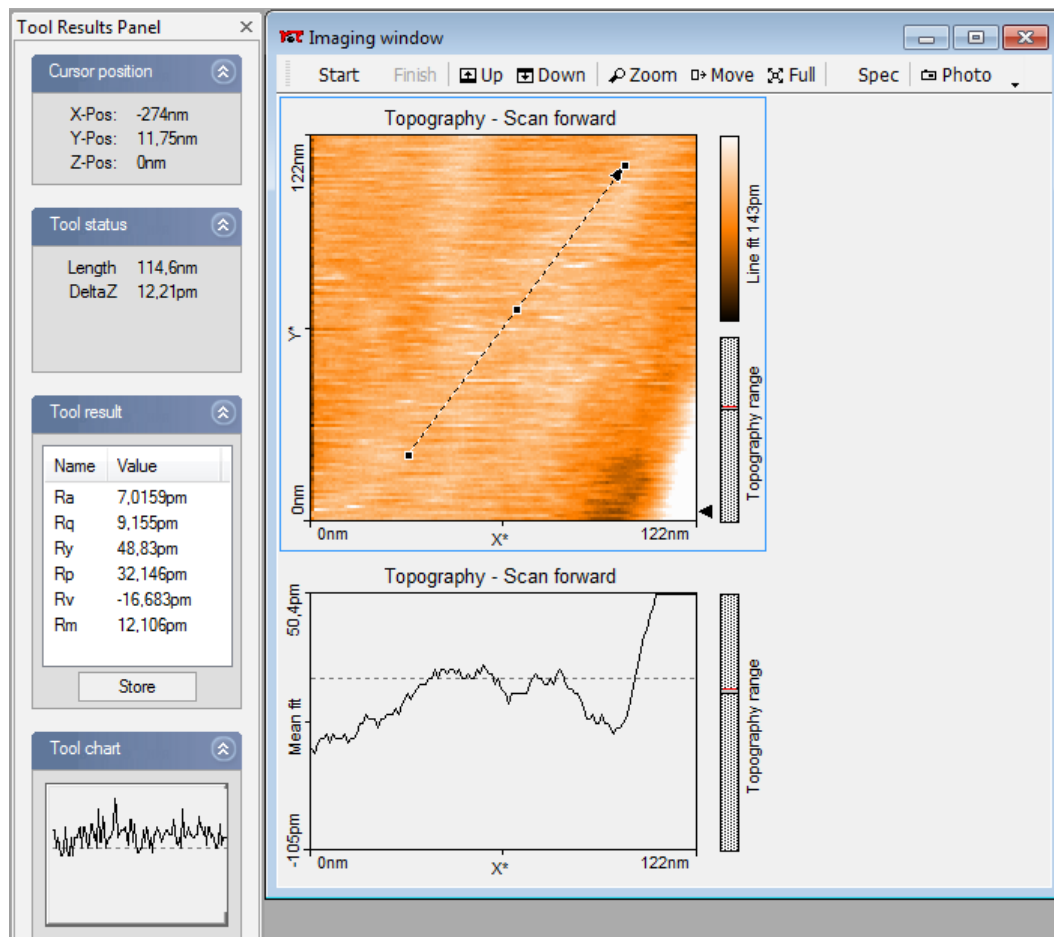 Tool Results Panel
Cursor position
X-Pos: -274nm
Y-Pos: 11,75nm
Z-Pos: 0nm
Tool status
Length 114,6nm
DeltaZ 12,21pm
Tool result
Name Value
Ra 7,0159pm
Rq 9,155pm
Ry 48,83pm
Rp 32,146pm
Rv -16,683pm
Rm 12,106pm
Store
Tool chart
Imaging window
Start Finish Up Down Zoom Move Full Spec Photo
Topography - Scan forward
122nm
Y*
0nm
0nm X* 122nm
Line fit 143pm
Topography range
Topography - Scan forward
50,4pm
Mean fit
-105pm
0nm X* 122nm
Topography range